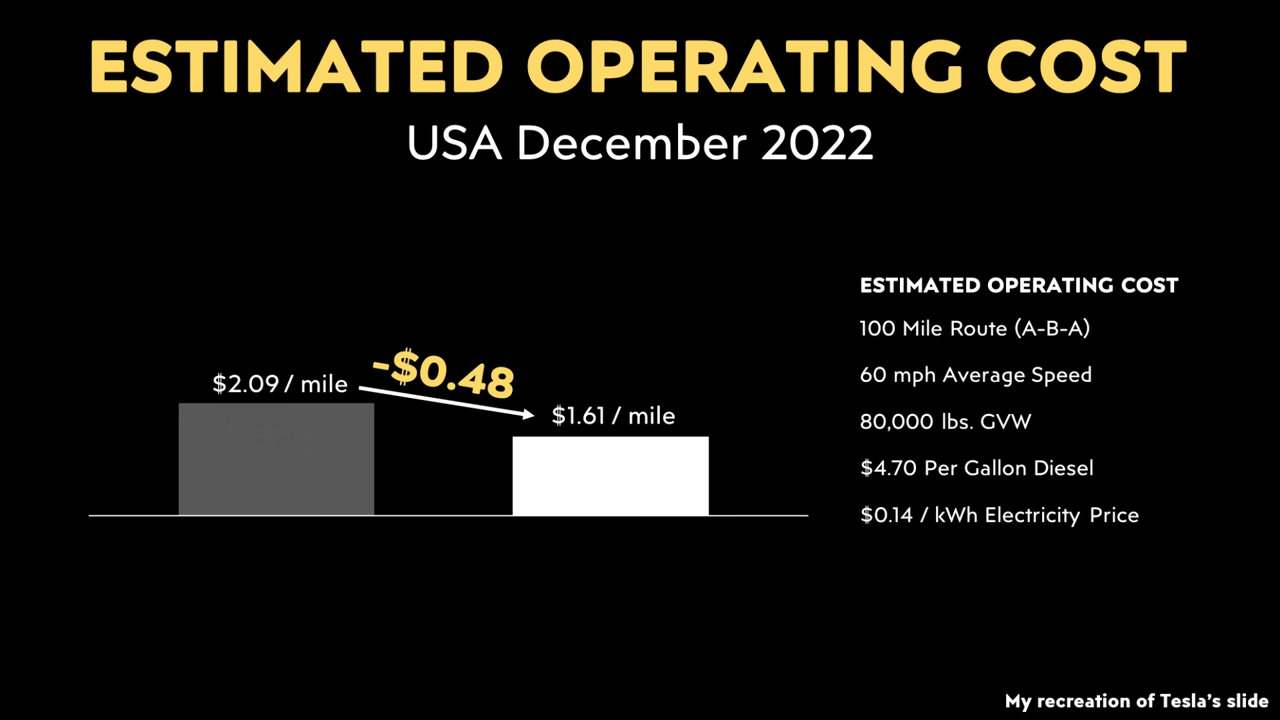 ESTIMATED OPERATING COST
USA December 2022
$2.09 / mile
-$0.48
$1.61 / mile
ESTIMATED OPERATING COST
100 Mile Route (A-B-A)
60 mph Average Speed
80,000 lbs. GVW
$4.70 Per Gallon Diesel
$0.14 / kWh Electricity Price
My recreation of Tesla's slide